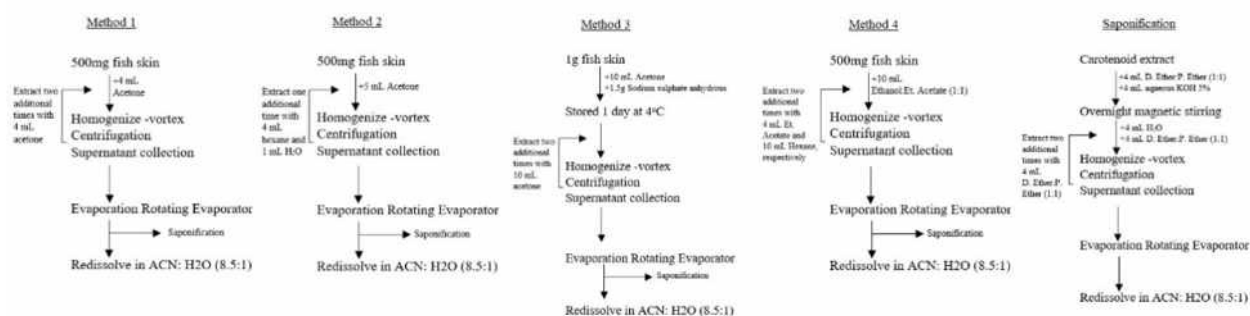 Method 1
500mg fish skin
+4 mL
Acetone
Extract two
additional
times with
4 mL
acetone
Homogenize -vortex
Centrifugation
Supernatant collection
Evaporation Rotating Evaporator
Saponification
Redissolve in ACN: H2O (8.5:1)
Method 2
500mg fish skin
+5 mL Acetone
Extract one
additional
time with
4 mL
hexane and
1 mL H2O
Homogenize -vortex
Centrifugation
Supernatant collection
Evaporation Rotating Evaporator
Saponification
Redissolve in ACN: H2O (8.5:1)
Method 3
1g fish skin
+10 mL Acetone
+1.5g Sodium sulphate anhydrous
Stored 1 day at 4°C
Extract two
additional
times with
10 mL
acetone
Homogenize -vortex
Centrifugation
Supernatant collection
Evaporation Rotating Evaporator
Saponification
Redissolve in ACN: H2O (8.5:1)
Method 4
500mg fish skin
+10 mL
Ethanol:Et. Acetate (1:1)
Extract two
additional
times with
4 mL Et.
Acetate and
10 mL Hexane,
respectively
Homogenize -vortex
Centrifugation
Supernatant collection
Evaporation Rotating Evaporator
Saponification
Redissolve in ACN: H2O (8.5:1)
Saponification
Carotenoid extract
+4 mL D. Ether:P. Ether (1:1)
+4 mL aqueous KOH 5%
Overnight magnetic stirring
+4 mL H2O
+4 mL D. Ether:P. Ether (1:1)
Extract two
additional
times with
4 mL
D. Ether:P.
Ether (1:1)
Homogenize -vortex
Centrifugation
Supernatant collection
Evaporation Rotating Evaporator
Redissolve in ACN: H2O (8.5:1)